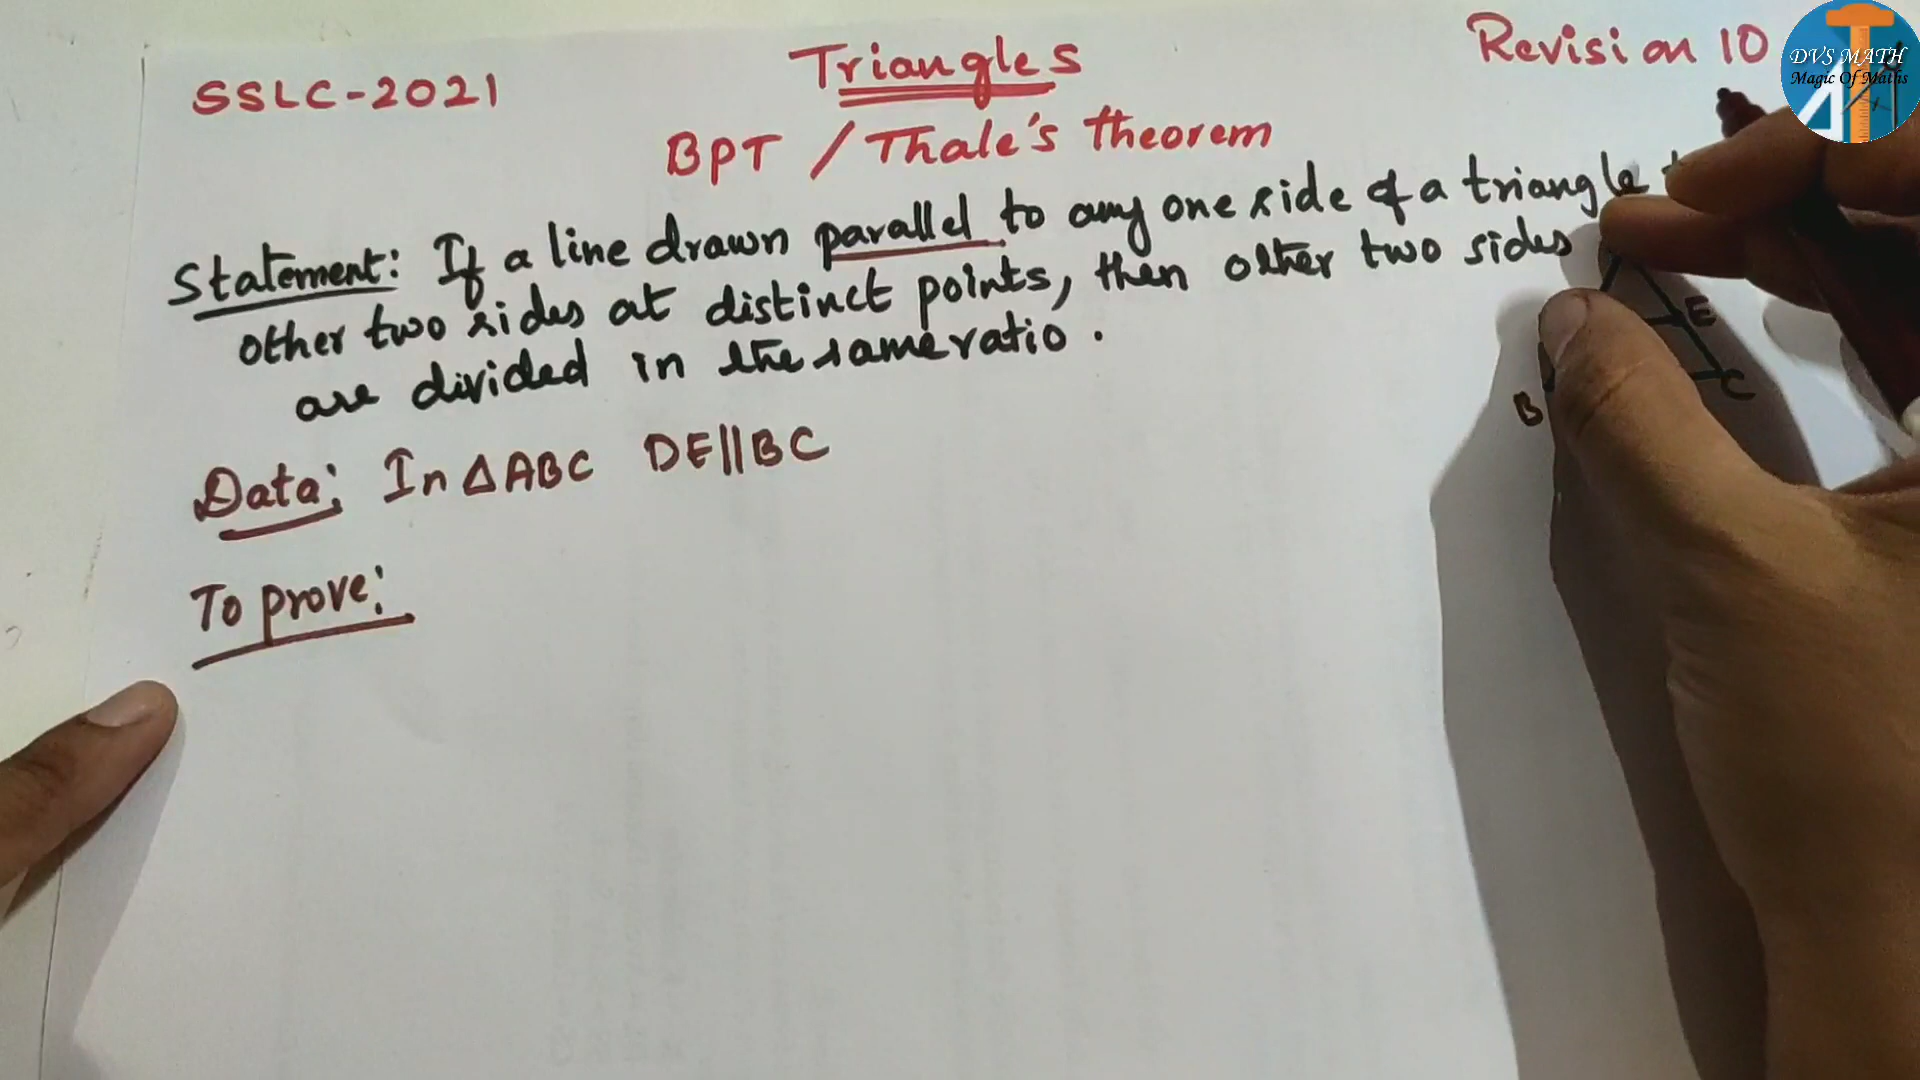 SSLC-2021
Triangles
Revision 10
DVS MATH
Magic Of Maths
BPT / Thale's theorem
Statement: If a line drawn parallel to any one side of a triangle
other two sides at distinct points, then other two sides
are divided in the same ratio.
E
C
B
Data: In ΔABC DE||BC
To prove: